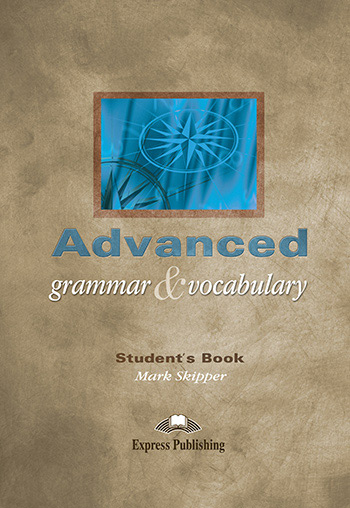 Advanced
grammar & vocabulary
Student's Book
Mark Skipper
Express Publishing